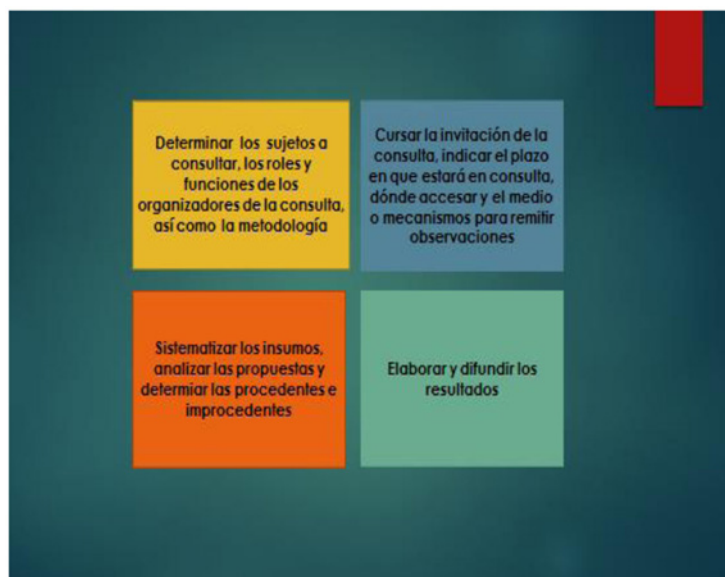 Determinar los sujetos a
consultar, los roles y
funciones de los
organizadores de la consulta,
así como la metodología
Cursar la invitación de la
consulta, indicar el plazo
en que estará en consulta,
dónde accesar y el medio
o mecanismos para remitir
observaciones
Sistematizar los insumos,
analizar las propuestas y
determiar las procedentes e
improcedentes
Elaborar y difundir los
resultados